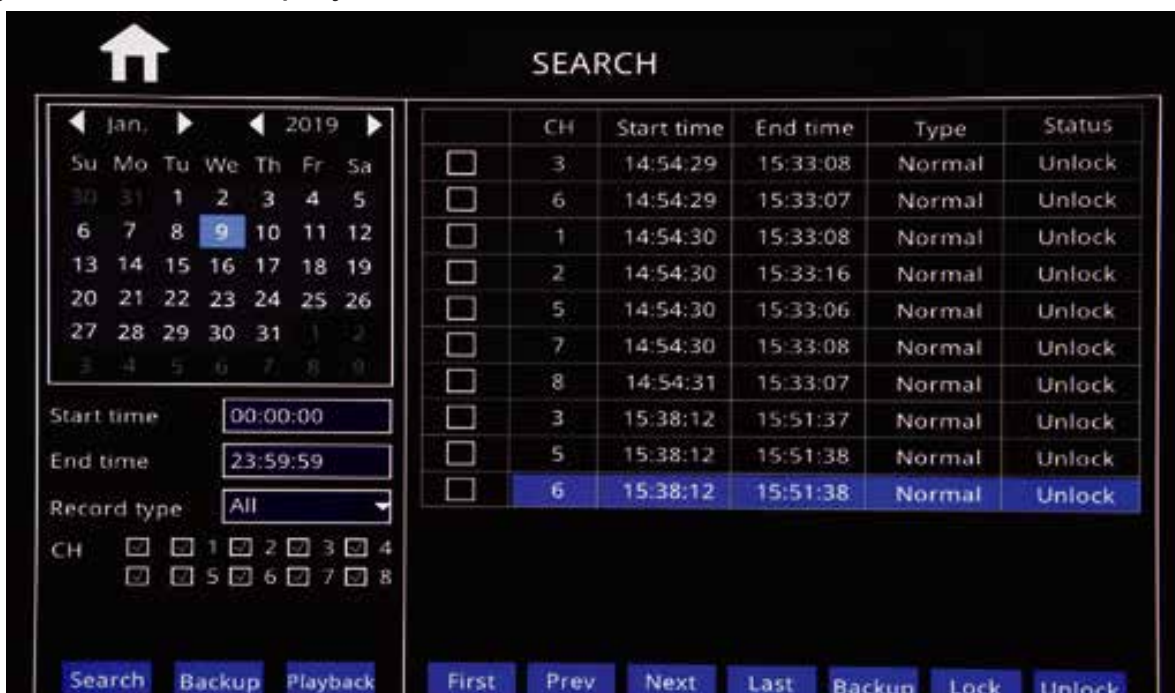 SEARCH
Jan. 2019
Su Mo Tu We Th Fr Sa
30 31 1 2 3 4 5
6 7 8 9 10 11 12
13 14 15 16 17 18 19
20 21 22 23 24 25 26
27 28 29 30 31 1 2
3 4 5 6 7 8 9
Start time 00:00:00
End time 23:59:59
Record type All
CH 1 2 3 4
5 6 7 8
Search Backup Playback
CH Start time End time Type Status
3 14:54:29 15:33:08 Normal Unlock
6 14:54:29 15:33:07 Normal Unlock
1 14:54:30 15:33:08 Normal Unlock
2 14:54:30 15:33:16 Normal Unlock
5 14:54:30 15:33:06 Normal Unlock
7 14:54:30 15:33:08 Normal Unlock
8 14:54:31 15:33:07 Normal Unlock
3 15:38:12 15:51:37 Normal Unlock
5 15:38:12 15:51:38 Normal Unlock
6 15:38:12 15:51:38 Normal Unlock
First Prev Next Last Backup Lock Unlock